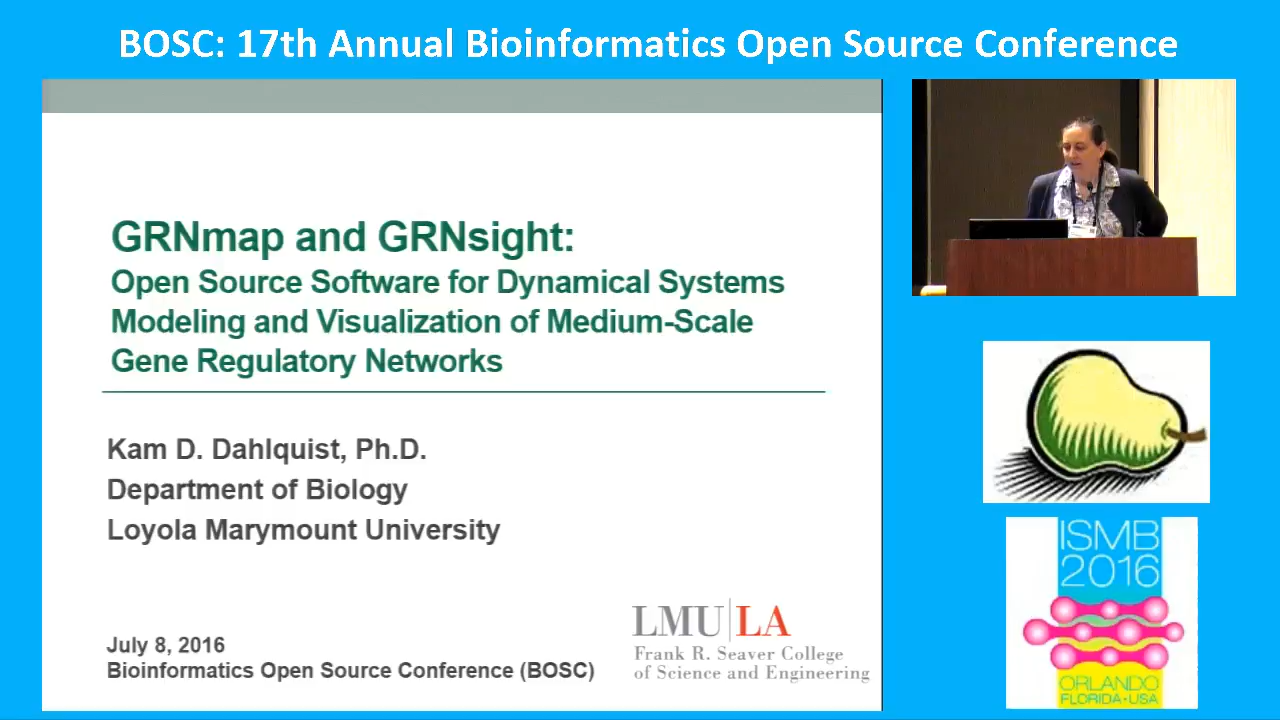 BOSC: 17th Annual Bioinformatics Open Source Conference
GRNmap and GRNsight:
Open Source Software for Dynamical Systems
Modeling and Visualization of Medium-Scale
Gene Regulatory Networks
Kam D. Dahlquist, Ph.D.
Department of Biology
Loyola Marymount University
July 8, 2016
Bioinformatics Open Source Conference (BOSC)
LMU|LA
Frank R. Seaver College
of Science and Engineering
ISMB
2016
ORLANDO
FLORIDA•USA